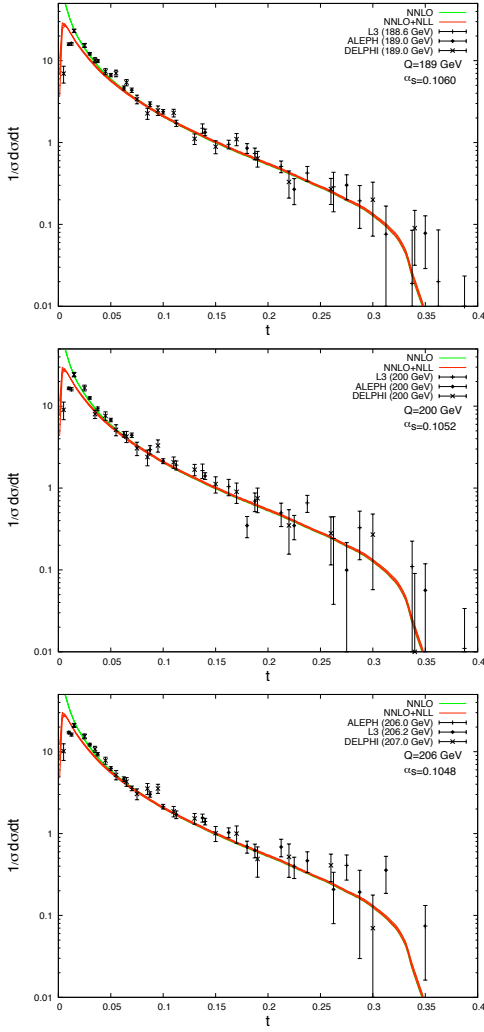 NNLO
NNLO+NLL
L3 (188.6 GeV)
ALEPH (189.0 GeV)
DELPHI (189.0 GeV)
Q=189 GeV
αs=0.1060
1/σ dσ/dt
100
10
1
0.1
0.01
0 0.05 0.1 0.15 0.2 0.25 0.3 0.35 0.4
t
NNLO
NNLO+NLL
L3 (200 GeV)
ALEPH (200 GeV)
DELPHI (200 GeV)
Q=200 GeV
αs=0.1052
1/σ dσ/dt
10
1
0.1
0.01
0 0.05 0.1 0.15 0.2 0.25 0.3 0.35 0.4
t
NNLO
NNLO+NLL
ALEPH (206.0 GeV)
L3 (206.2 GeV)
DELPHI (207.0 GeV)
Q=206 GeV
αs=0.1048
1/σ dσ/dt
10
1
0.1
0.01
0 0.05 0.1 0.15 0.2 0.25 0.3 0.35 0.4
t